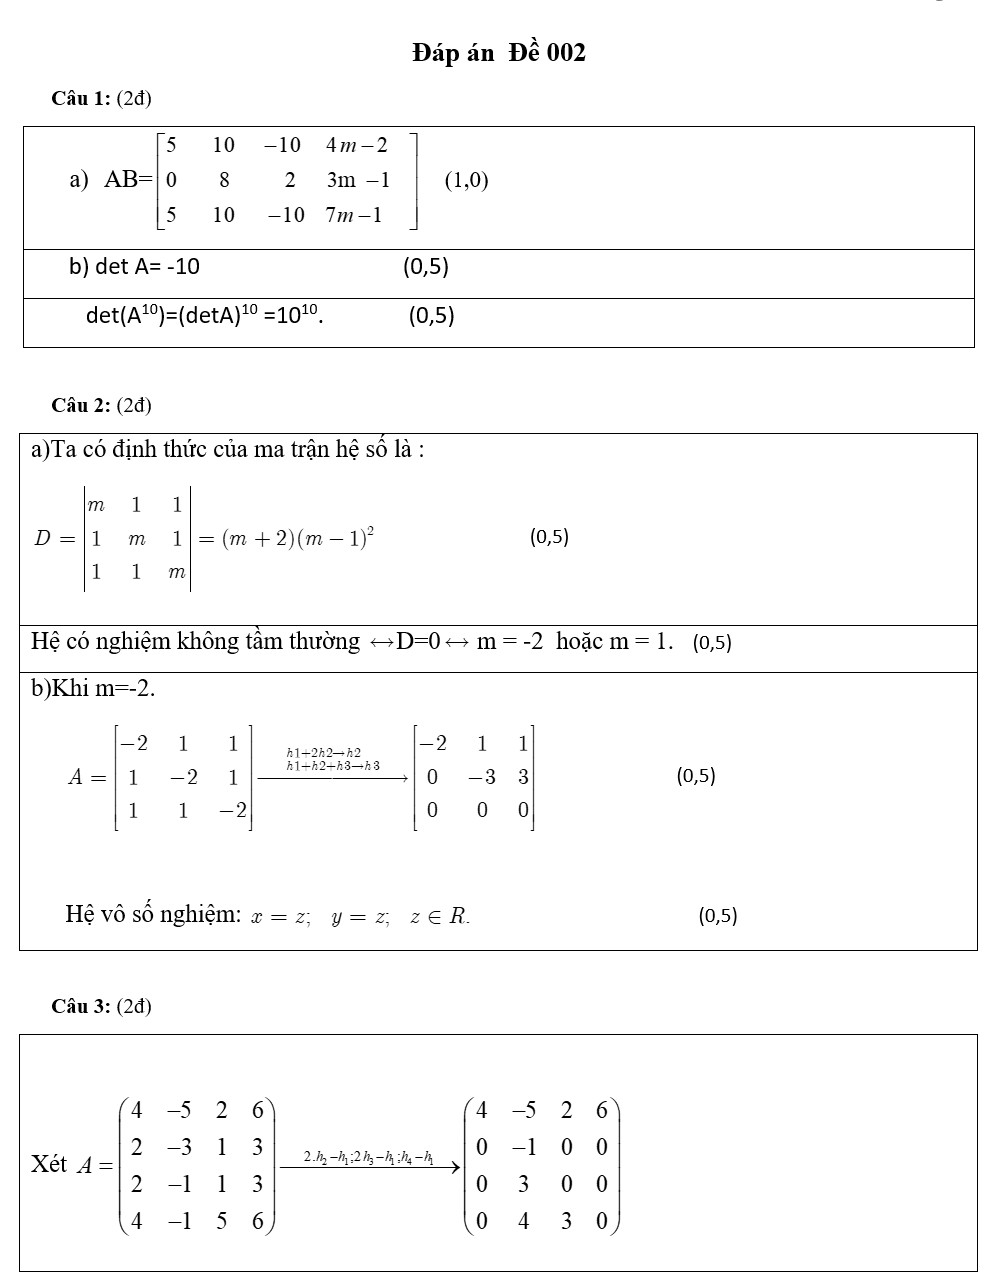 Đáp án  Đề 002
Câu 1: (2đ)
a) AB= [5 10 −10 4m−2
0 8 2 3m −1
5 10 −10 7m−1] (1,0)
b) det A= -10 (0,5)
det(A¹⁰)=(detA)¹⁰ =10¹⁰. (0,5)
Câu 2: (2đ)
a)Ta có định thức của ma trận hệ số là :
D = |m 1 1
1 m 1
1 1 m| = (m + 2)(m − 1)² (0,5)
Hệ có nghiệm không tầm thường ↔D=0↔ m = -2 hoặc m = 1. (0,5)
b)Khi m=-2.
A = [−2 1 1
1 −2 1
1 1 −2] h1+2h2→h2
h1+h2+h3→h3 → [−2 1 1
0 −3 3
0 0 0] (0,5)
Hệ vô số nghiệm: x = z; y = z; z ∈ R. (0,5)
Câu 3: (2đ)
Xét A = (4 −5 2 6
2 −3 1 3
2 −1 1 3
4 −1 5 6) 2.h₂−h₁;2h₃−h₁;h₄−h₁ → (4 −5 2 6
0 −1 0 0
0 3 0 0
0 4 3 0)